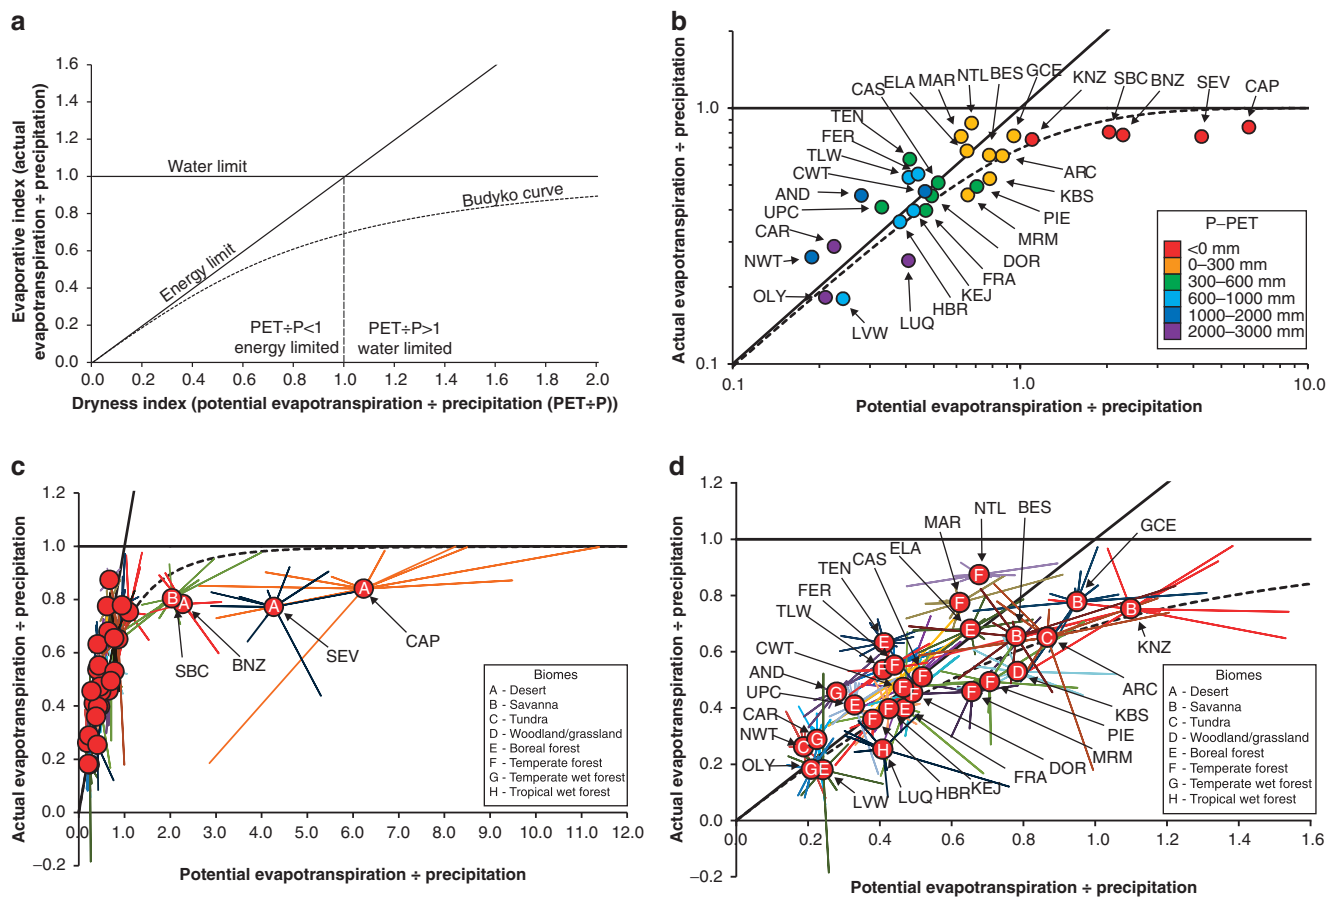 a
Evaporative index (actual
evapotranspiration ÷ precipitation)
1.6
1.4
1.2
1.0
0.8
0.6
0.4
0.2
0.0
Water limit
Budyko curve
Energy limit
PET÷P<1
energy limited
PET÷P>1
water limited
0.0 0.2 0.4 0.6 0.8 1.0 1.2 1.4 1.6 1.8 2.0
Dryness index (potential evapotranspiration ÷ precipitation (PET÷P))
b
Actual evapotranspiration ÷ precipitation
1.0
0.1
CAS ELA MAR NTL BES GCE KNZ SBC BNZ SEV CAP
TEN
FER
TLW
CWT
AND
UPC
CAR
NWT
OLY
LVW
LUQ
HBR
KEJ
FRA
DOR
MRM
PIE
KBS
ARC
P–PET
<0 mm
0–300 mm
300–600 mm
600–1000 mm
1000–2000 mm
2000–3000 mm
0.1 1.0 10.0
Potential evapotranspiration ÷ precipitation
c
Actual evapotranspiration ÷ precipitation
1.2
1.0
0.8
0.6
0.4
0.2
0.0
–0.2
B A A A
SBC BNZ SEV CAP
Biomes
A - Desert
B - Savanna
C - Tundra
D - Woodland/grassland
E - Boreal forest
F - Temperate forest
G - Temperate wet forest
H - Tropical wet forest
0.0 1.0 2.0 3.0 4.0 5.0 6.0 7.0 8.0 9.0 10.0 11.0 12.0
Potential evapotranspiration ÷ precipitation
d
Actual evapotranspiration ÷ precipitation
1.2
1.0
0.8
0.6
0.4
0.2
0.0
–0.2
MAR NTL BES GCE
ELA
CAS
TEN
FER
TLW
CWT
AND
UPC
CAR
NWT
OLY
LVW
LUQ
HBR
KEJ
FRA
DOR
MRM
PIE
KBS
ARC
KNZ
F
F B B
E E B C
E F F D
G E F F F F
F F E
C G H
G E
Biomes
A - Desert
B - Savanna
C - Tundra
D - Woodland/grassland
E - Boreal forest
F - Temperate forest
G - Temperate wet forest
H - Tropical wet forest
0.0 0.2 0.4 0.6 0.8 1.0 1.2 1.4 1.6
Potential evapotranspiration ÷ precipitation